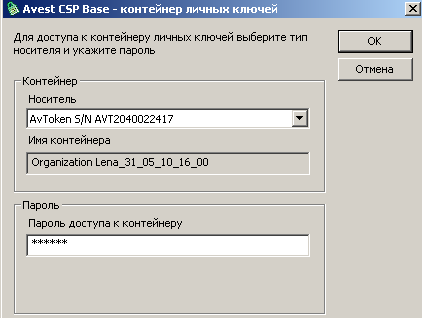 Avest CSP Base - контейнер личных ключей
Для доступа к контейнеру личных ключей выберите тип
носителя и укажите пароль
OK
Отмена
Контейнер
Носитель
AvToken S/N AVT2040022417
Имя контейнера
Organization Lena_31_05_10_16_00
Пароль
Пароль доступа к контейнеру
******